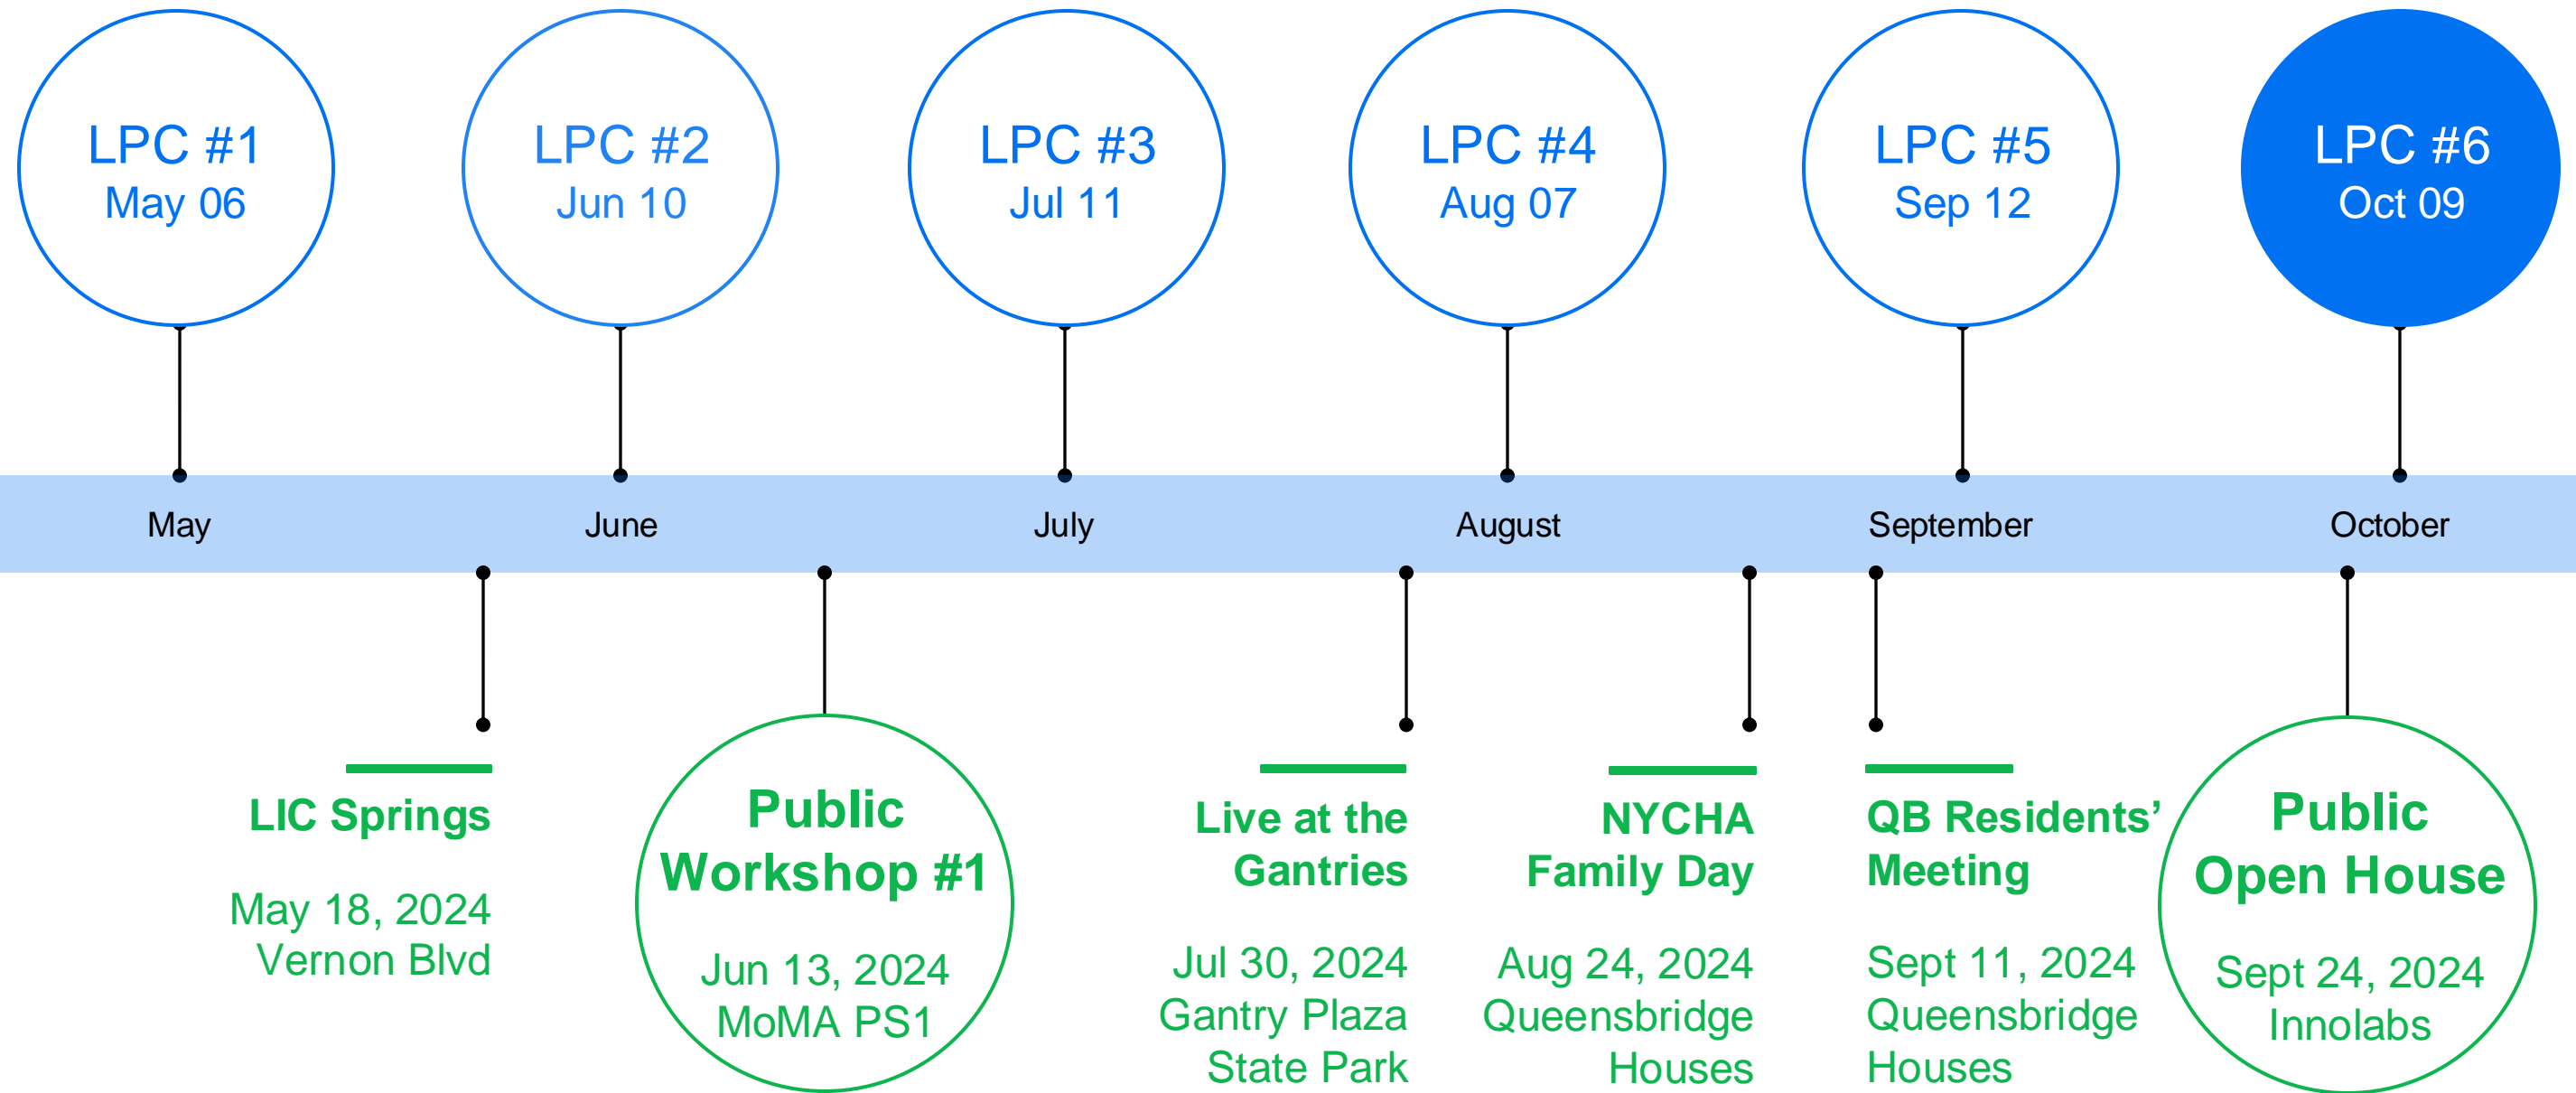 LPC #1
May 06
LPC #2
Jun 10
LPC #3
Jul 11
LPC #4
Aug 07
LPC #5
Sep 12
LPC #6
Oct 09
May
June
July
August
September
October
LIC Springs
May 18, 2024
Vernon Blvd
Public
Workshop #1
Jun 13, 2024
MoMA PS1
Live at the
Gantries
Jul 30, 2024
Gantry Plaza
State Park
NYCHA
Family Day
Aug 24, 2024
Queensbridge
Houses
QB Residents’
Meeting
Sept 11, 2024
Queensbridge
Houses
Public
Open House
Sept 24, 2024
Innolabs